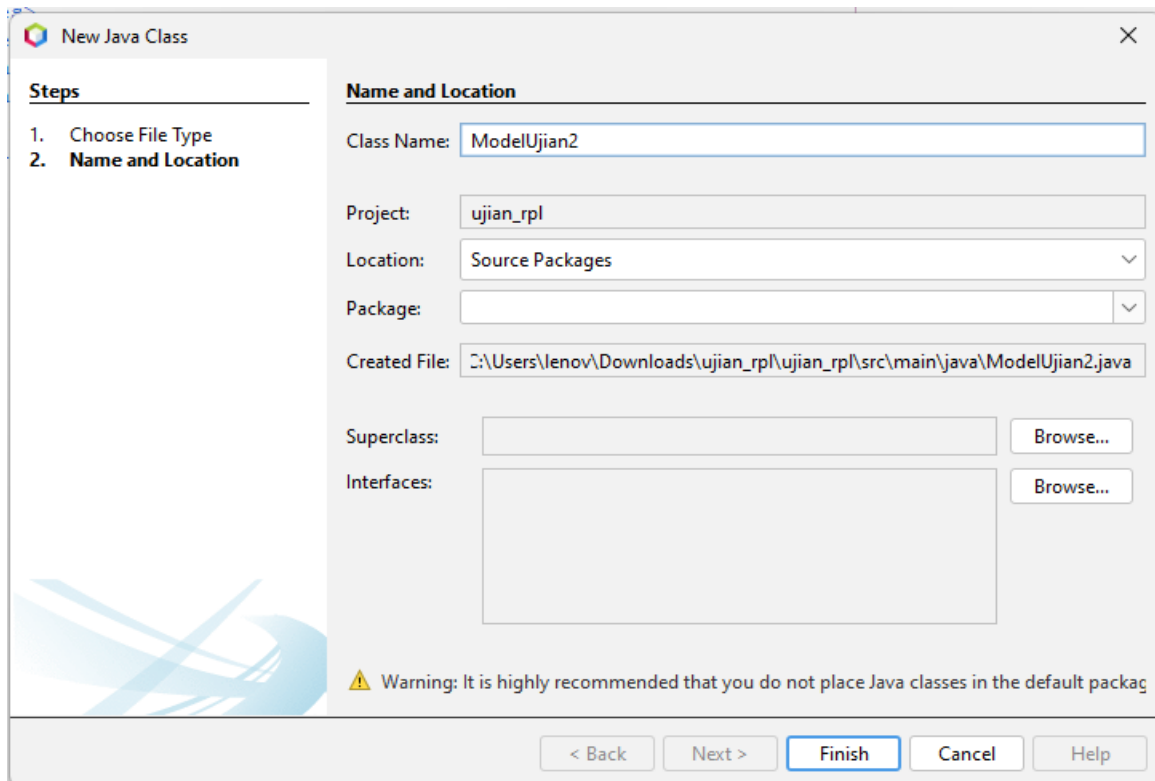 New Java Class
Steps
1. Choose File Type
2. Name and Location
Name and Location
Class Name: ModelUjian2
Project: ujian_rpl
Location: Source Packages
Package:
Created File: C:\Users\lenov\Downloads\ujian_rpl\ujian_rpl\src\main\java\ModelUjian2.java
Superclass:
Browse...
Interfaces:
Browse...
Warning: It is highly recommended that you do not place Java classes in the default packag
< Back
Next >
Finish
Cancel
Help